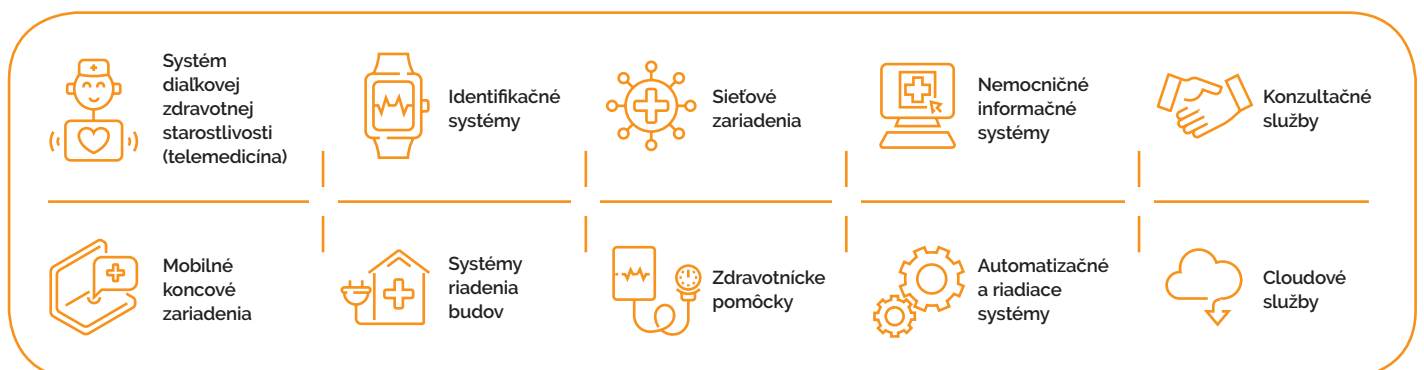 Systém
diaľkovej
zdravotnej
starostlivosti
(telemedicína)
Identifikačné
systémy
Sieťové
zariadenia
Nemocničné
informačné
systémy
Konzultačné
služby
Mobilné
koncové
zariadenia
Systémy
riadenia
budov
Zdravotnícke
pomôcky
Automatizačné
a riadiace
systémy
Cloudové
služby